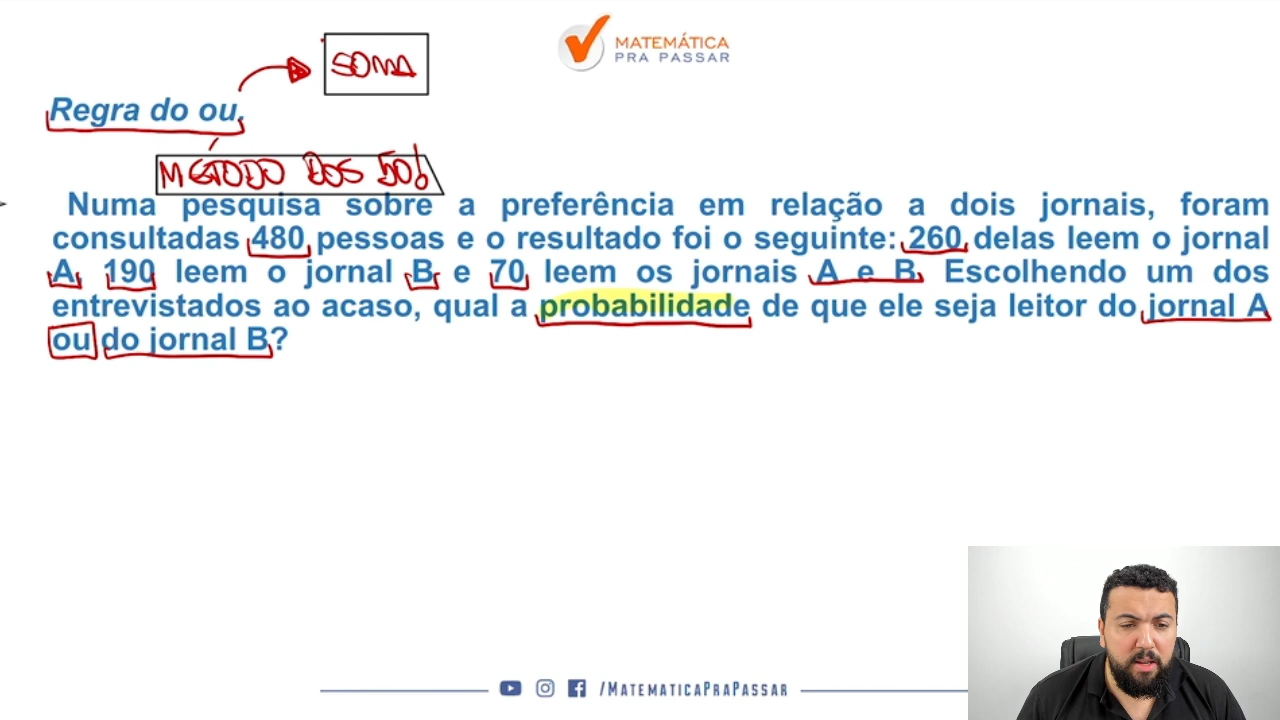 SOMA
MATEMÁTICA
PRA PASSAR
Regra do ou.
MÉTODO DOS 50!
Numa pesquisa sobre a preferência em relação a dois jornais, foram
consultadas 480 pessoas e o resultado foi o seguinte: 260 delas leem o jornal
A, 190 leem o jornal B e 70 leem os jornais A e B. Escolhendo um dos
entrevistados ao acaso, qual a probabilidade de que ele seja leitor do jornal A
ou do jornal B?
/MATEMATICAPRAPASSAR